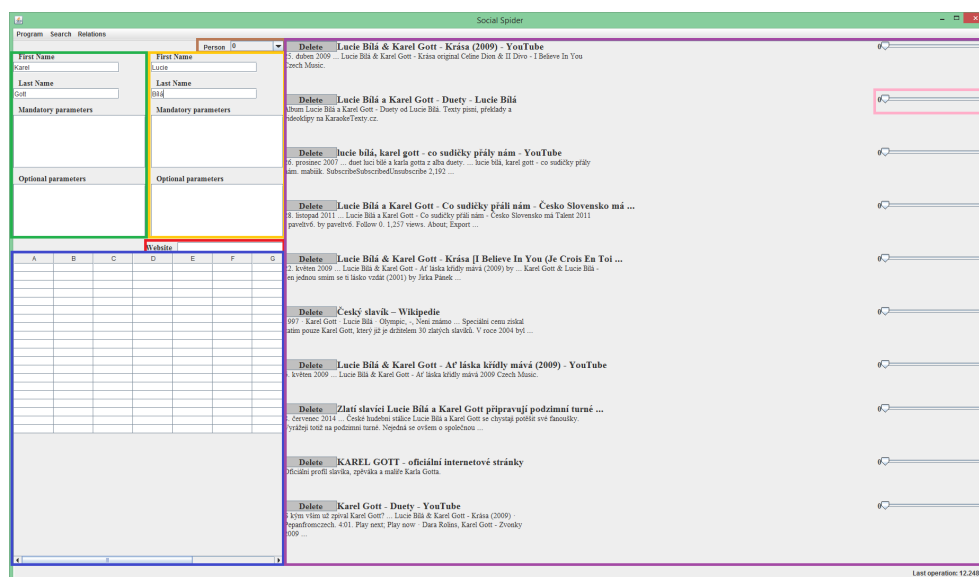 Social Spider
Program Search Relations
Person 0
First Name
Karel
Last Name
Gott
Mandatory parameters
Optional parameters
First Name
Lucie
Last Name
Bílá
Mandatory parameters
Optional parameters
Website
A B C D E F G
Delete Lucie Bílá & Karel Gott - Krása (2009) - YouTube
25. duben 2009 ... Lucie Bílá & Karel Gott - Krása original Celine Dion & Il Divo - I Believe In You
Czech Music.
0
Delete Lucie Bílá a Karel Gott - Duety - Lucie Bílá
Album Lucie Bílá a Karel Gott - Duety od Lucie Bílá. Texty písní, překlady a
videoklipy na KaraokeTexty.cz.
0
Delete lucie bílá, karel gott - co sudičky přály nám - YouTube
26. prosinec 2007 ... duet luci bílé a karla gotta z alba duety. ... lucie bílá, karel gott - co sudičky přály
nám. mabuik. SubscribeSubscribedUnsubscribe 2,192 ...
0
Delete Lucie Bílá a Karel Gott - Co sudičky přáli nám - Česko Slovensko má ...
28. listopad 2011 ... Lucie Bílá a Karel Gott - Co sudičky přáli nám - Česko Slovensko má Talent 2011
paveltv6. by paveltv6. Follow 0. 1,257 views. About; Export ...
0
Delete Lucie Bílá & Karel Gott - Krása [I Believe In You (Je Crois En Toi ...
22. květen 2009 ... Lucie Bílá & Karel Gott - Ať láska křídly mává (2009) by ... Karel Gott & Lucie Bílá -
Jen jednou smím se ti lásko vzdát (2001) by Jirka Pánek ...
0
Delete Český slavík – Wikipedie
1997 · Karel Gott · Lucie Bílá · Olympic, -, Není známo ... Speciální cenu získal
zatím pouze Karel Gott, který již je držitelem 30 zlatých slavíků. V roce 2004 byl ...
0
Delete Lucie Bílá & Karel Gott - Ať láska křídly mává (2009) - YouTube
květen 2009 ... Lucie Bílá & Karel Gott - Ať láska křídly mává 2009 Czech Music.
0
Delete Zlatí slavíci Lucie Bílá a Karel Gott připravují podzimní turné ...
červenec 2014 ... České hudební stálice Lucie Bílá a Karel Gott se chystají potěšit své fanoušky.
Vyrážejí totiž na podzimní turné. Nejedná se ovšem o společnou ...
0
Delete KAREL GOTT - oficiální internetové stránky
Oficiální profil slavíka, zpěváka a malíře Karla Gotta.
0
Delete Karel Gott - Duety - YouTube
S kým vším už zpíval Karel Gott? ... Lucie Bílá & Karel Gott - Krása (2009) ·
Pepanfromczech. 4:01. Play next; Play now · Dara Rolins, Karel Gott - Zvonky
2009 ...
0
Last operation: 12.248